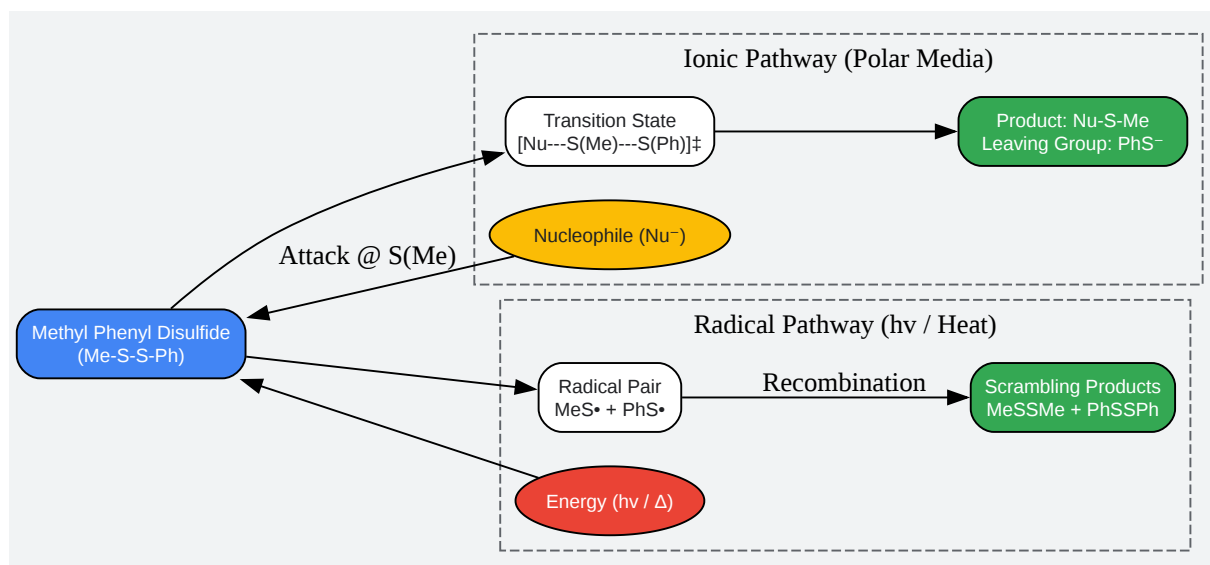 Ionic Pathway (Polar Media)
Transition State
[Nu---S(Me)---S(Ph)]‡
Product: Nu-S-Me
Leaving Group: PhS⁻
Nucleophile (Nu⁻)
Attack @ S(Me)
Methyl Phenyl Disulfide
(Me-S-S-Ph)
Radical Pathway (hv / Heat)
Radical Pair
MeS• + PhS•
Recombination
Scrambling Products
MeSSMe + PhSSPh
Energy (hv / Δ)